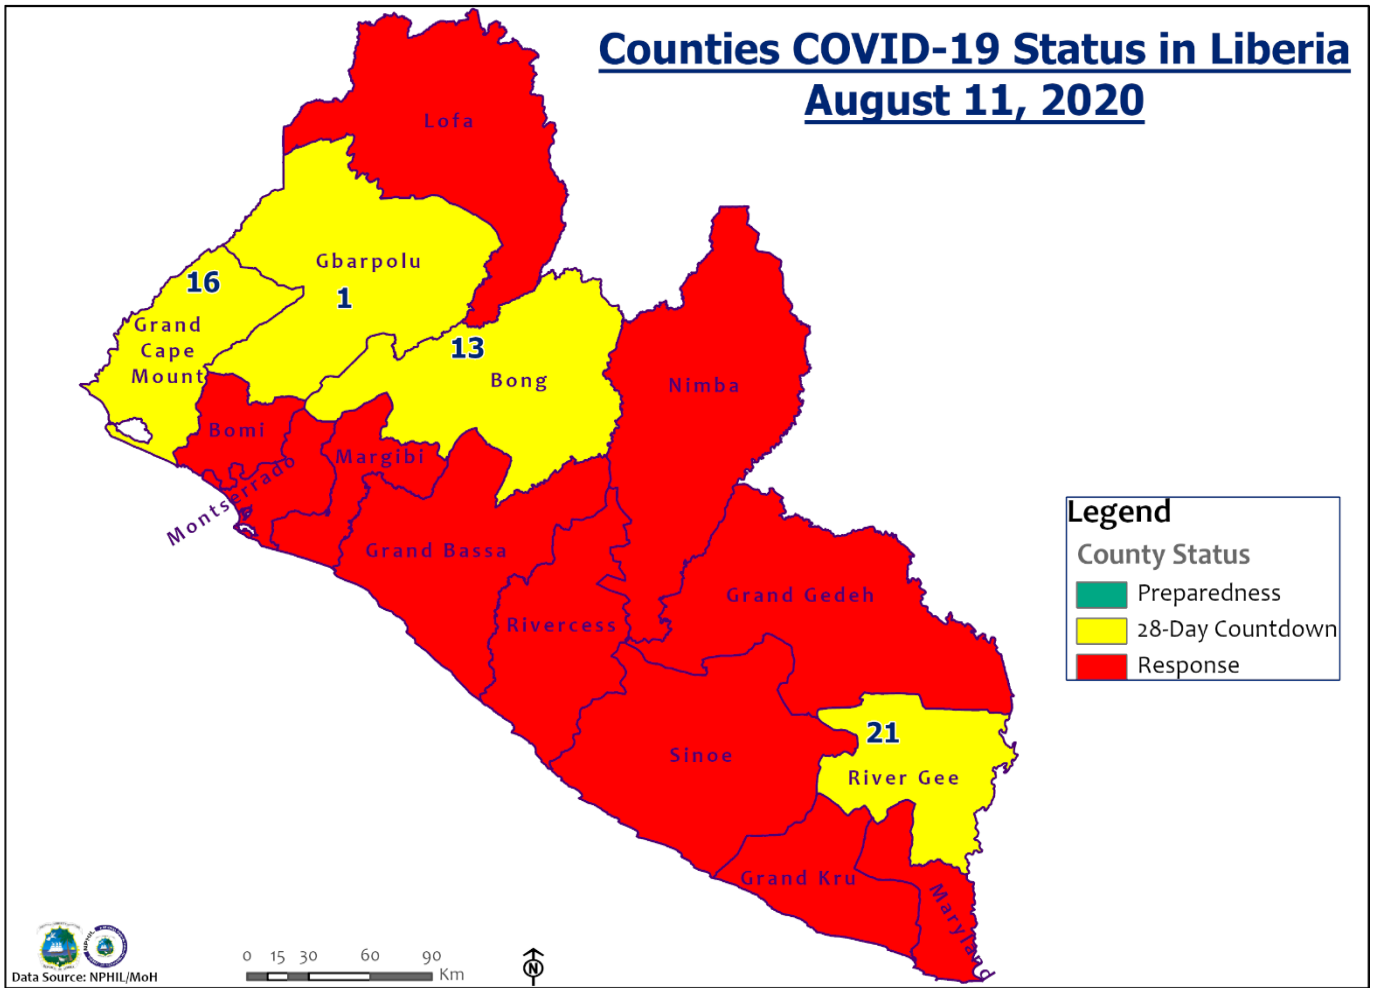 Counties COVID-19 Status in Liberia
August 11, 2020
Lofa
Gbarpolu
1
16
Grand
Cape
Mount
13
Bong
Nimba
Bomi
Margibi
Montserrado
Grand Bassa
Rivercess
Grand Gedeh
Sinoe
21
River Gee
Grand Kru
Maryland
Legend
County Status
Preparedness
28-Day Countdown
Response
NPHIL
Data Source: NPHIL/MoH
0 15 30 60 90
Km
N